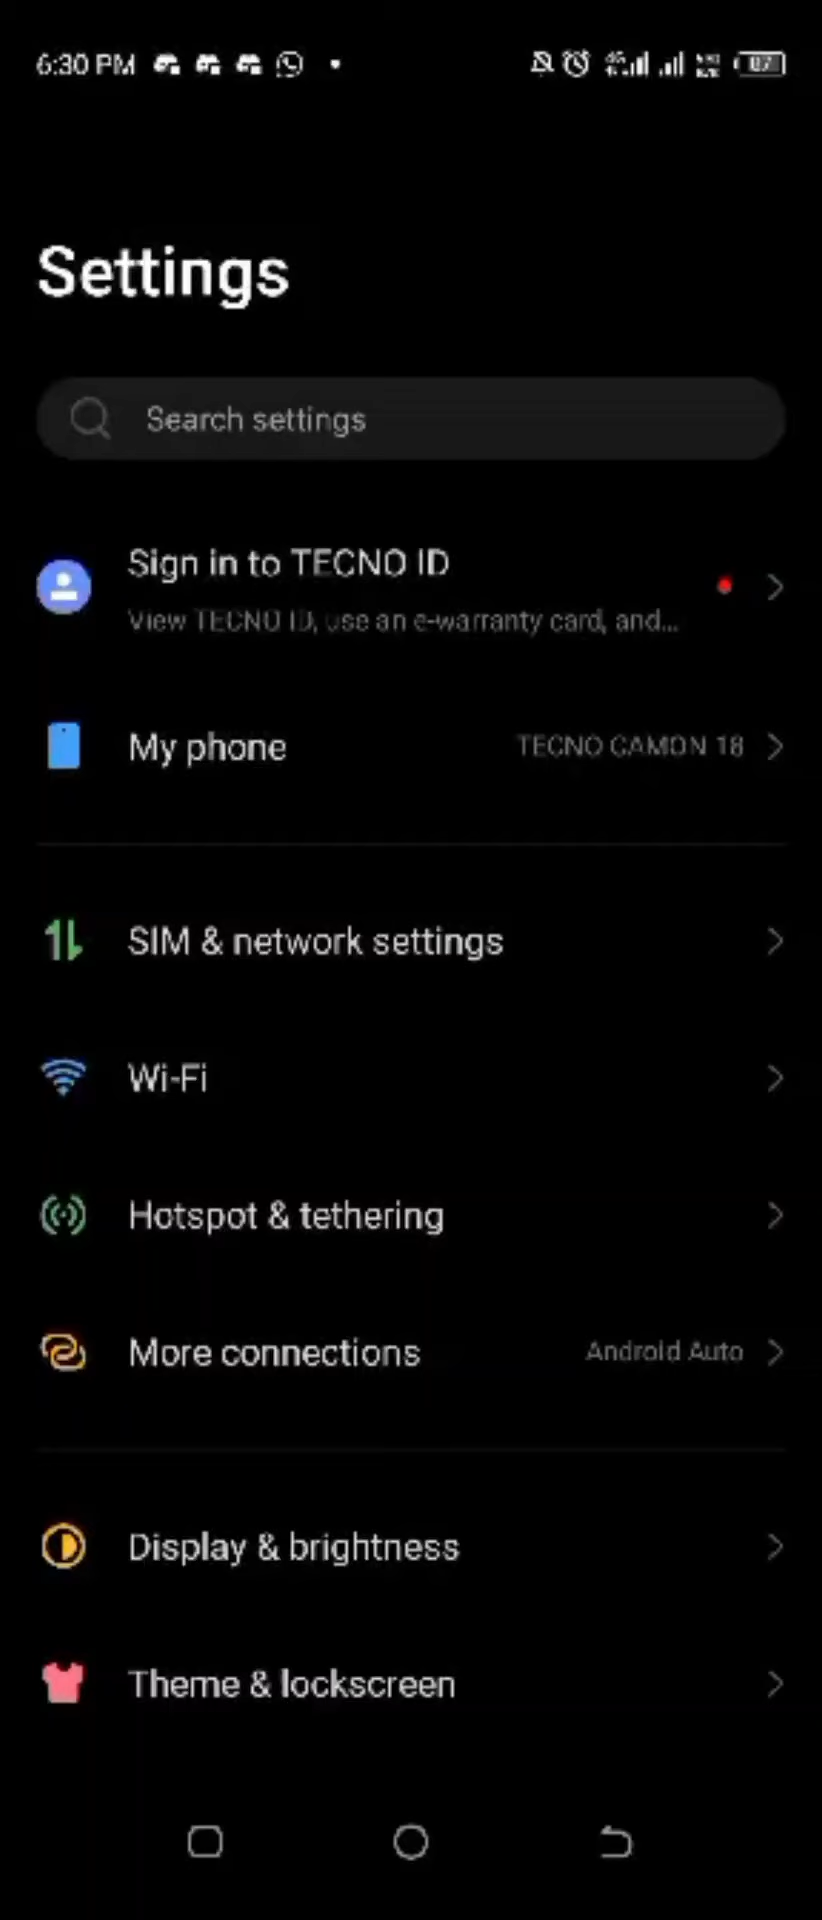 6:30 PM 87
Settings
Search settings
Sign in to TECNO ID
View TECNO ID, use an e-warranty card, and...
My phone TECNO CAMON 18
SIM & network settings
Wi-Fi
Hotspot & tethering
More connections Android Auto
Display & brightness
Theme & lockscreen